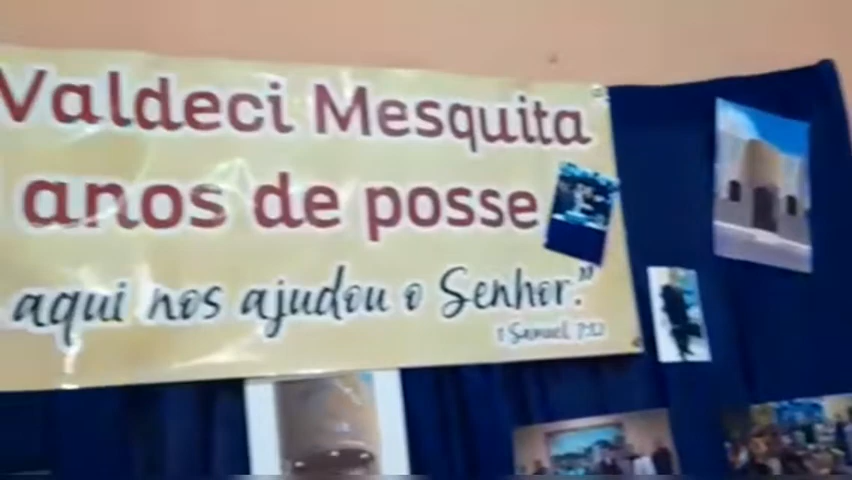 Valdeci Mesquita
anos de posse
aqui nos ajudou o Senhor."
1 Samuel 7:12